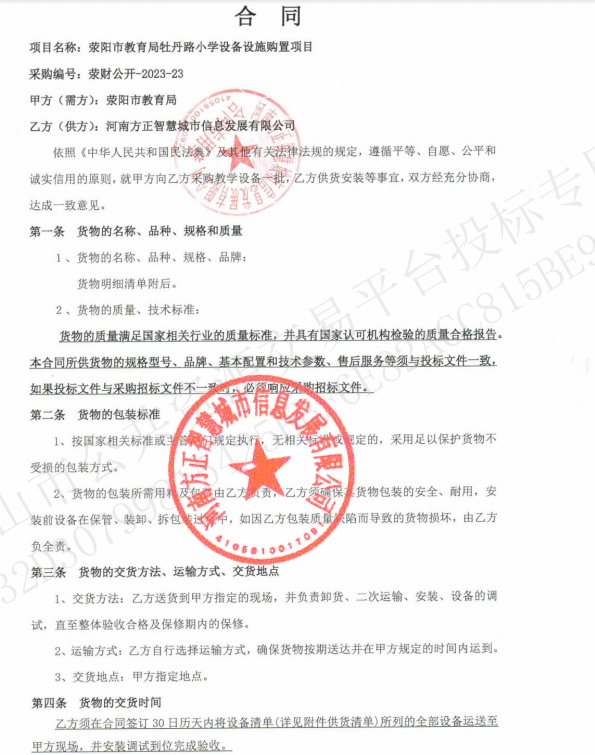 合 同
项目名称：荥阳市教育局牡丹路小学设备设施购置项目
采购编号：荥财公开-2023-23
甲方（需方）：荥阳市教育局
乙方（供方）：河南方正智慧城市信息发展有限公司
依照《中华人民共和国民法典》及其他有关法律法规的规定，遵循平等、自愿、公平和
诚实信用的原则，就甲方向乙方采购教学设备一批，乙方供货安装等事宜，双方经充分协商，
达成一致意见。
第一条 货物的名称、品种、规格和质量
1、货物的名称、品种、规格、品牌：
货物明细清单附后。
2、货物的质量、技术标准：
货物的质量满足国家相关行业的质量标准，并具有国家认可机构检验的质量合格报告。
本合同所供货物的规格型号、品牌、基本配置和技术参数、售后服务等须与投标文件一致，
如果投标文件与采购招标文件不一致时，必须响应采购招标文件。
第二条 货物的包装标准
1、按国家相关标准或主管部门规定执行，无相关标准或规定的，采用足以保护货物不
受损的包装方式。
2、货物的包装所需用料及包装由乙方负责，乙方须确保其货物包装的安全、耐用，安
装前设备在保管、装卸、拆包装过程中，如因乙方包装质量缺陷而导致的货物损坏，由乙方
负全责。
第三条 货物的交货方法、运输方式、交货地点
1、交货方法：乙方送货到甲方指定的现场，并负责卸货、二次运输、安装、设备的调
试，直至整体验收合格及保修期内的保修。
2、运输方式：乙方自行选择运输方式，确保货物按期送达并在甲方规定的时间内运到。
3、交货地点：甲方指定地点。
第四条 货物的交货时间
乙方须在合同签订 30 日历天内将设备清单(详见附件供货清单)所列的全部设备运送至
甲方现场，并安装调试到位完成验收。
河南方正智慧城市信息发展有限公司